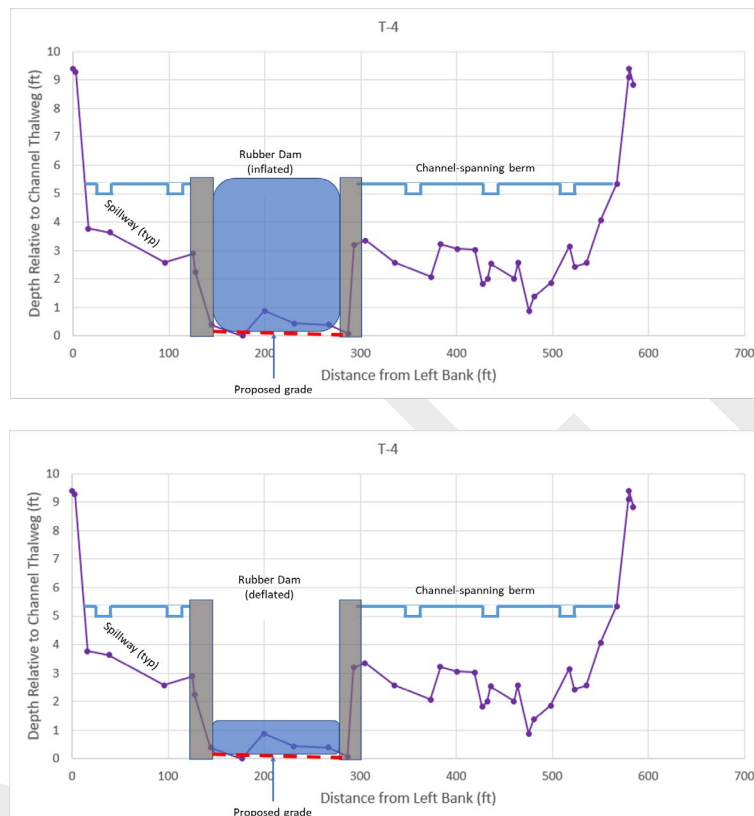 T-4
10
9
8
7
6
5
4
3
2
1
0
Depth Relative to Channel Thalweg (ft)
Rubber Dam
(inflated)
Channel-spanning berm
Spillway (typ)
0 100 200 300 400 500 600 700
Distance from Left Bank (ft)
Proposed grade
T-4
10
9
8
7
6
5
4
3
2
1
0
Depth Relative to Channel Thalweg (ft)
Rubber Dam
(deflated)
Channel-spanning berm
Spillway (typ)
0 100 200 300 400 500 600 700
Distance from Left Bank (ft)
Proposed grade